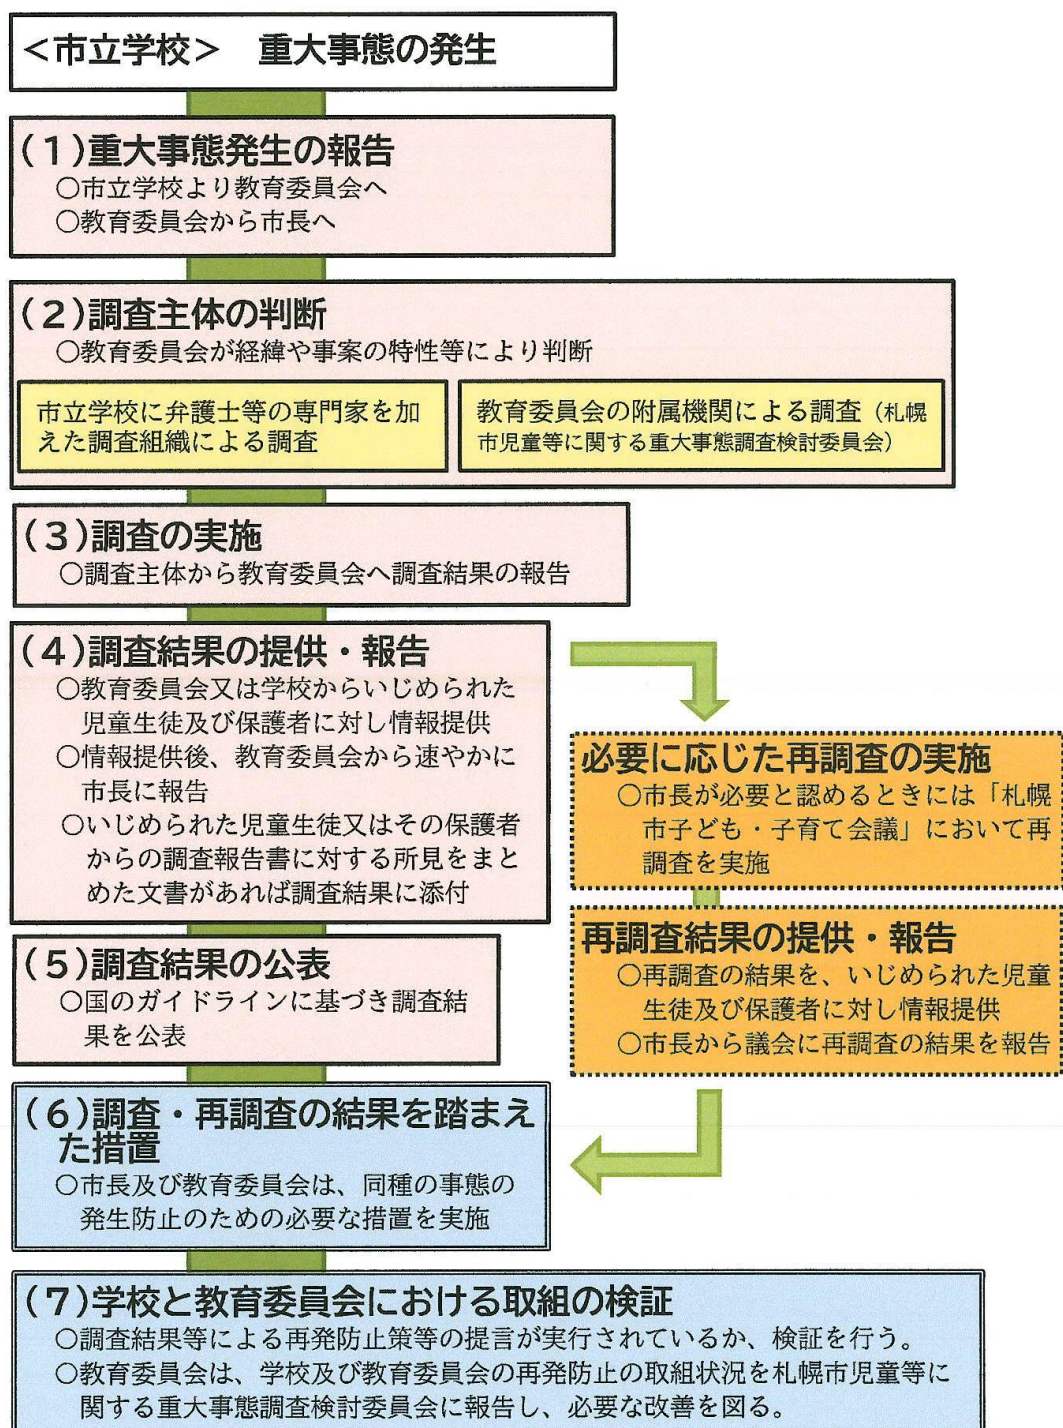 ＜市立学校＞　重大事態の発生
（１）重大事態発生の報告
○市立学校より教育委員会へ
○教育委員会から市長へ
（２）調査主体の判断
○教育委員会が経緯や事案の特性等により判断
市立学校に弁護士等の専門家を加
えた調査組織による調査
教育委員会の附属機関による調査（札幌
市児童等に関する重大事態調査検討委員会）
（３）調査の実施
○調査主体から教育委員会へ調査結果の報告
（４）調査結果の提供・報告
○教育委員会又は学校からいじめられた
児童生徒及び保護者に対し情報提供
○情報提供後、教育委員会から速やかに
市長に報告
○いじめられた児童生徒又はその保護者
からの調査報告書に対する所見をまと
めた文書があれば調査結果に添付
必要に応じた再調査の実施
○市長が必要と認めるときには「札幌
市子ども・子育て会議」において再
調査を実施
再調査結果の提供・報告
○再調査の結果を、いじめられた児童
生徒及び保護者に対し情報提供
○市長から議会に再調査の結果を報告
（５）調査結果の公表
○国のガイドラインに基づき調査結
果を公表
（６）調査・再調査の結果を踏まえ
た措置
○市長及び教育委員会は、同種の事態の
発生防止のための必要な措置を実施
（７）学校と教育委員会における取組の検証
○調査結果等による再発防止策等の提言が実行されているか、検証を行う。
○教育委員会は、学校及び教育委員会の再発防止の取組状況を札幌市児童等に
関する重大事態調査検討委員会に報告し、必要な改善を図る。